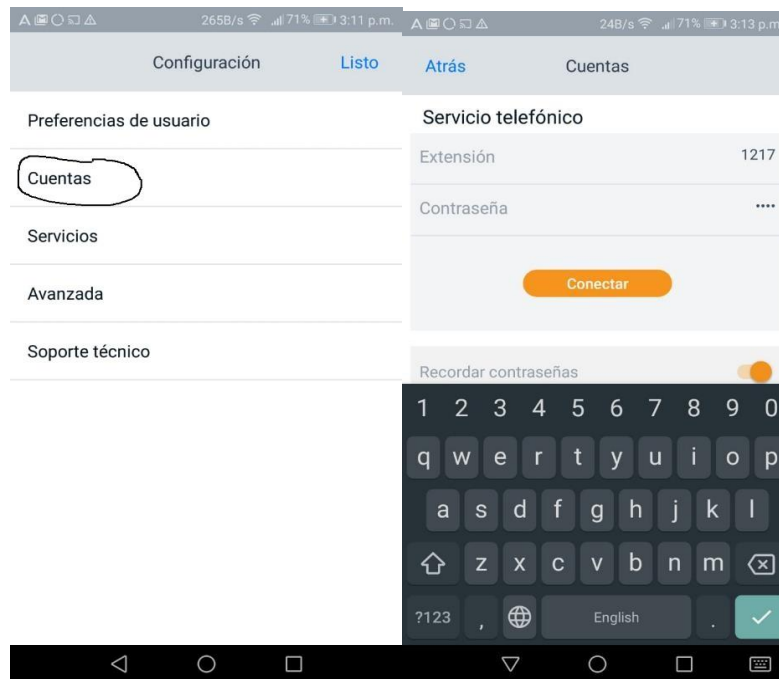 265B/s 71% 3:11 p.m.
Configuración Listo
Preferencias de usuario
Cuentas
Servicios
Avanzada
Soporte técnico
24B/s 71% 3:13 p.m
Atrás Cuentas
Servicio telefónico
Extensión 1217
Contraseña ••••
Conectar
Recordar contraseñas
1 2 3 4 5 6 7 8 9 0
q w e r t y u i o p
a s d f g h j k l
z x c v b n m
?123 , English .